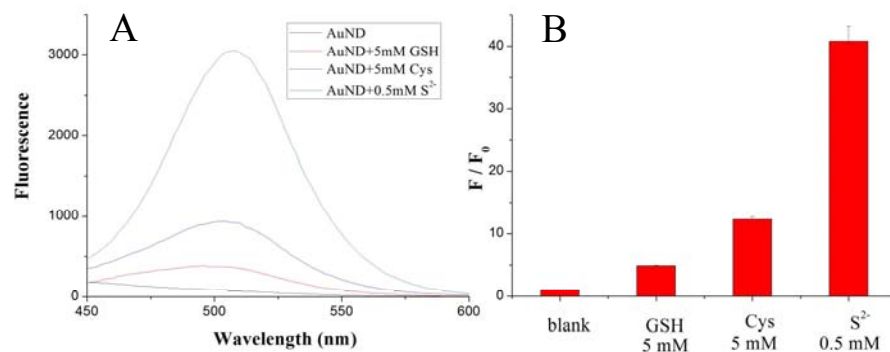 A
AuND
AuND+5mM GSH
AuND+5mM Cys
AuND+0.5mM S²⁻
3000
2000
1000
0
Fluorescence
450 500 550 600
Wavelength (nm)
B
40
30
20
10
0
F / F₀
blank GSH Cys S²⁻
5 mM 5 mM 0.5 mM